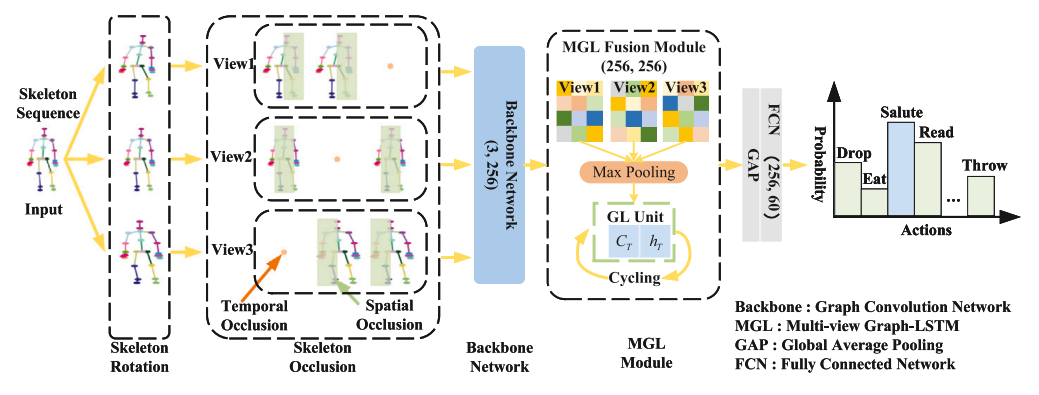 Skeleton
Sequence
Input
Skeleton
Rotation
View1
View2
View3
Temporal
Occlusion
Spatial
Occlusion
Skeleton
Occlusion
Backbone Network
(3, 256)
Backbone
Network
MGL Fusion Module
(256, 256)
View1 View2 View3
Max Pooling
GL Unit
C_T h_T
Cycling
MGL
Module
GAP
FCN (256, 60)
Probability
Drop
Eat
Salute
Read
...
Throw
Actions
Backbone : Graph Convolution Network
MGL : Multi-view Graph-LSTM
GAP : Global Average Pooling
FCN : Fully Connected Network